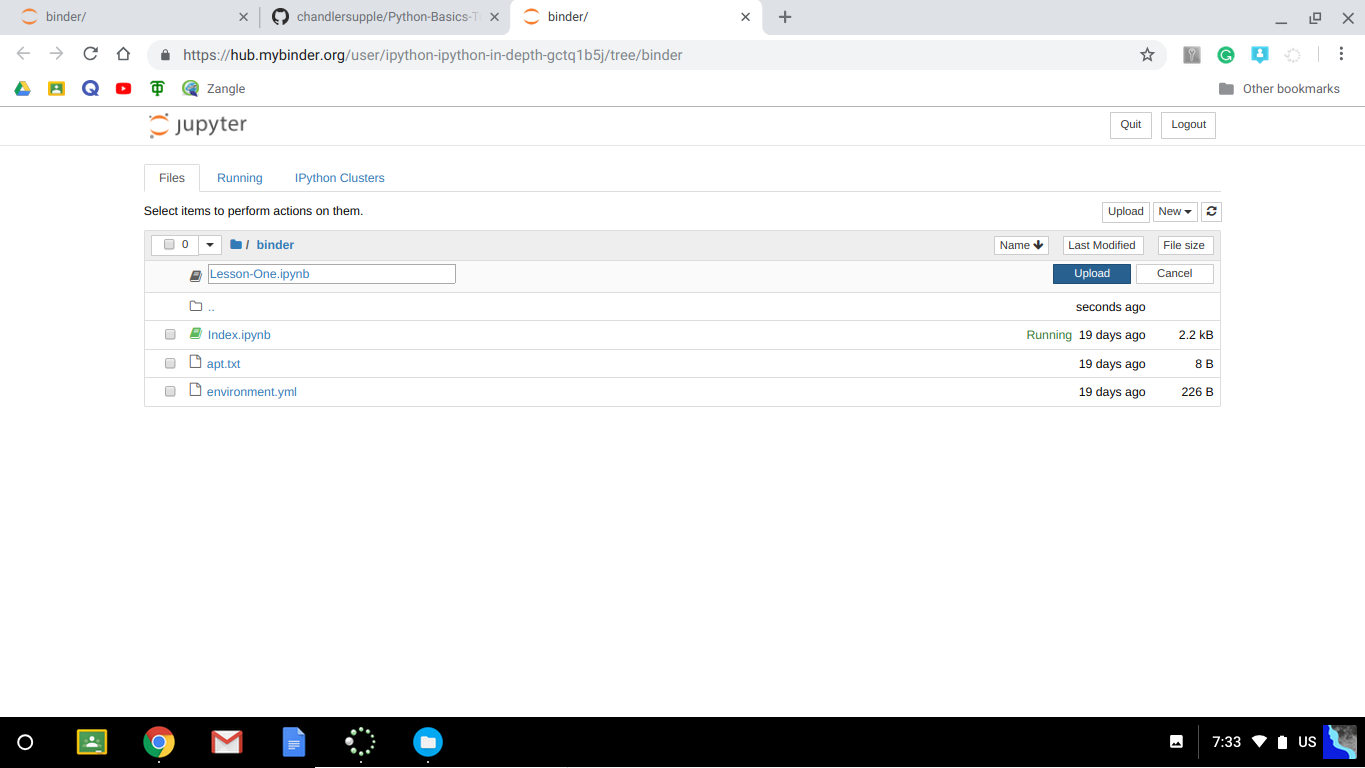 binder/
chandlersupple/Python-Basics-T
binder/
https://hub.mybinder.org/user/ipython-ipython-in-depth-gctq1b5j/tree/binder
Zangle
Other bookmarks
jupyter
Quit
Logout
Files
Running
IPython Clusters
Select items to perform actions on them.
Upload
New
0
/ binder
Name
Last Modified
File size
Lesson-One.ipynb
Upload
Cancel
..
seconds ago
Index.ipynb
Running 19 days ago
2.2 kB
apt.txt
19 days ago
8 B
environment.yml
19 days ago
226 B
7:33
US